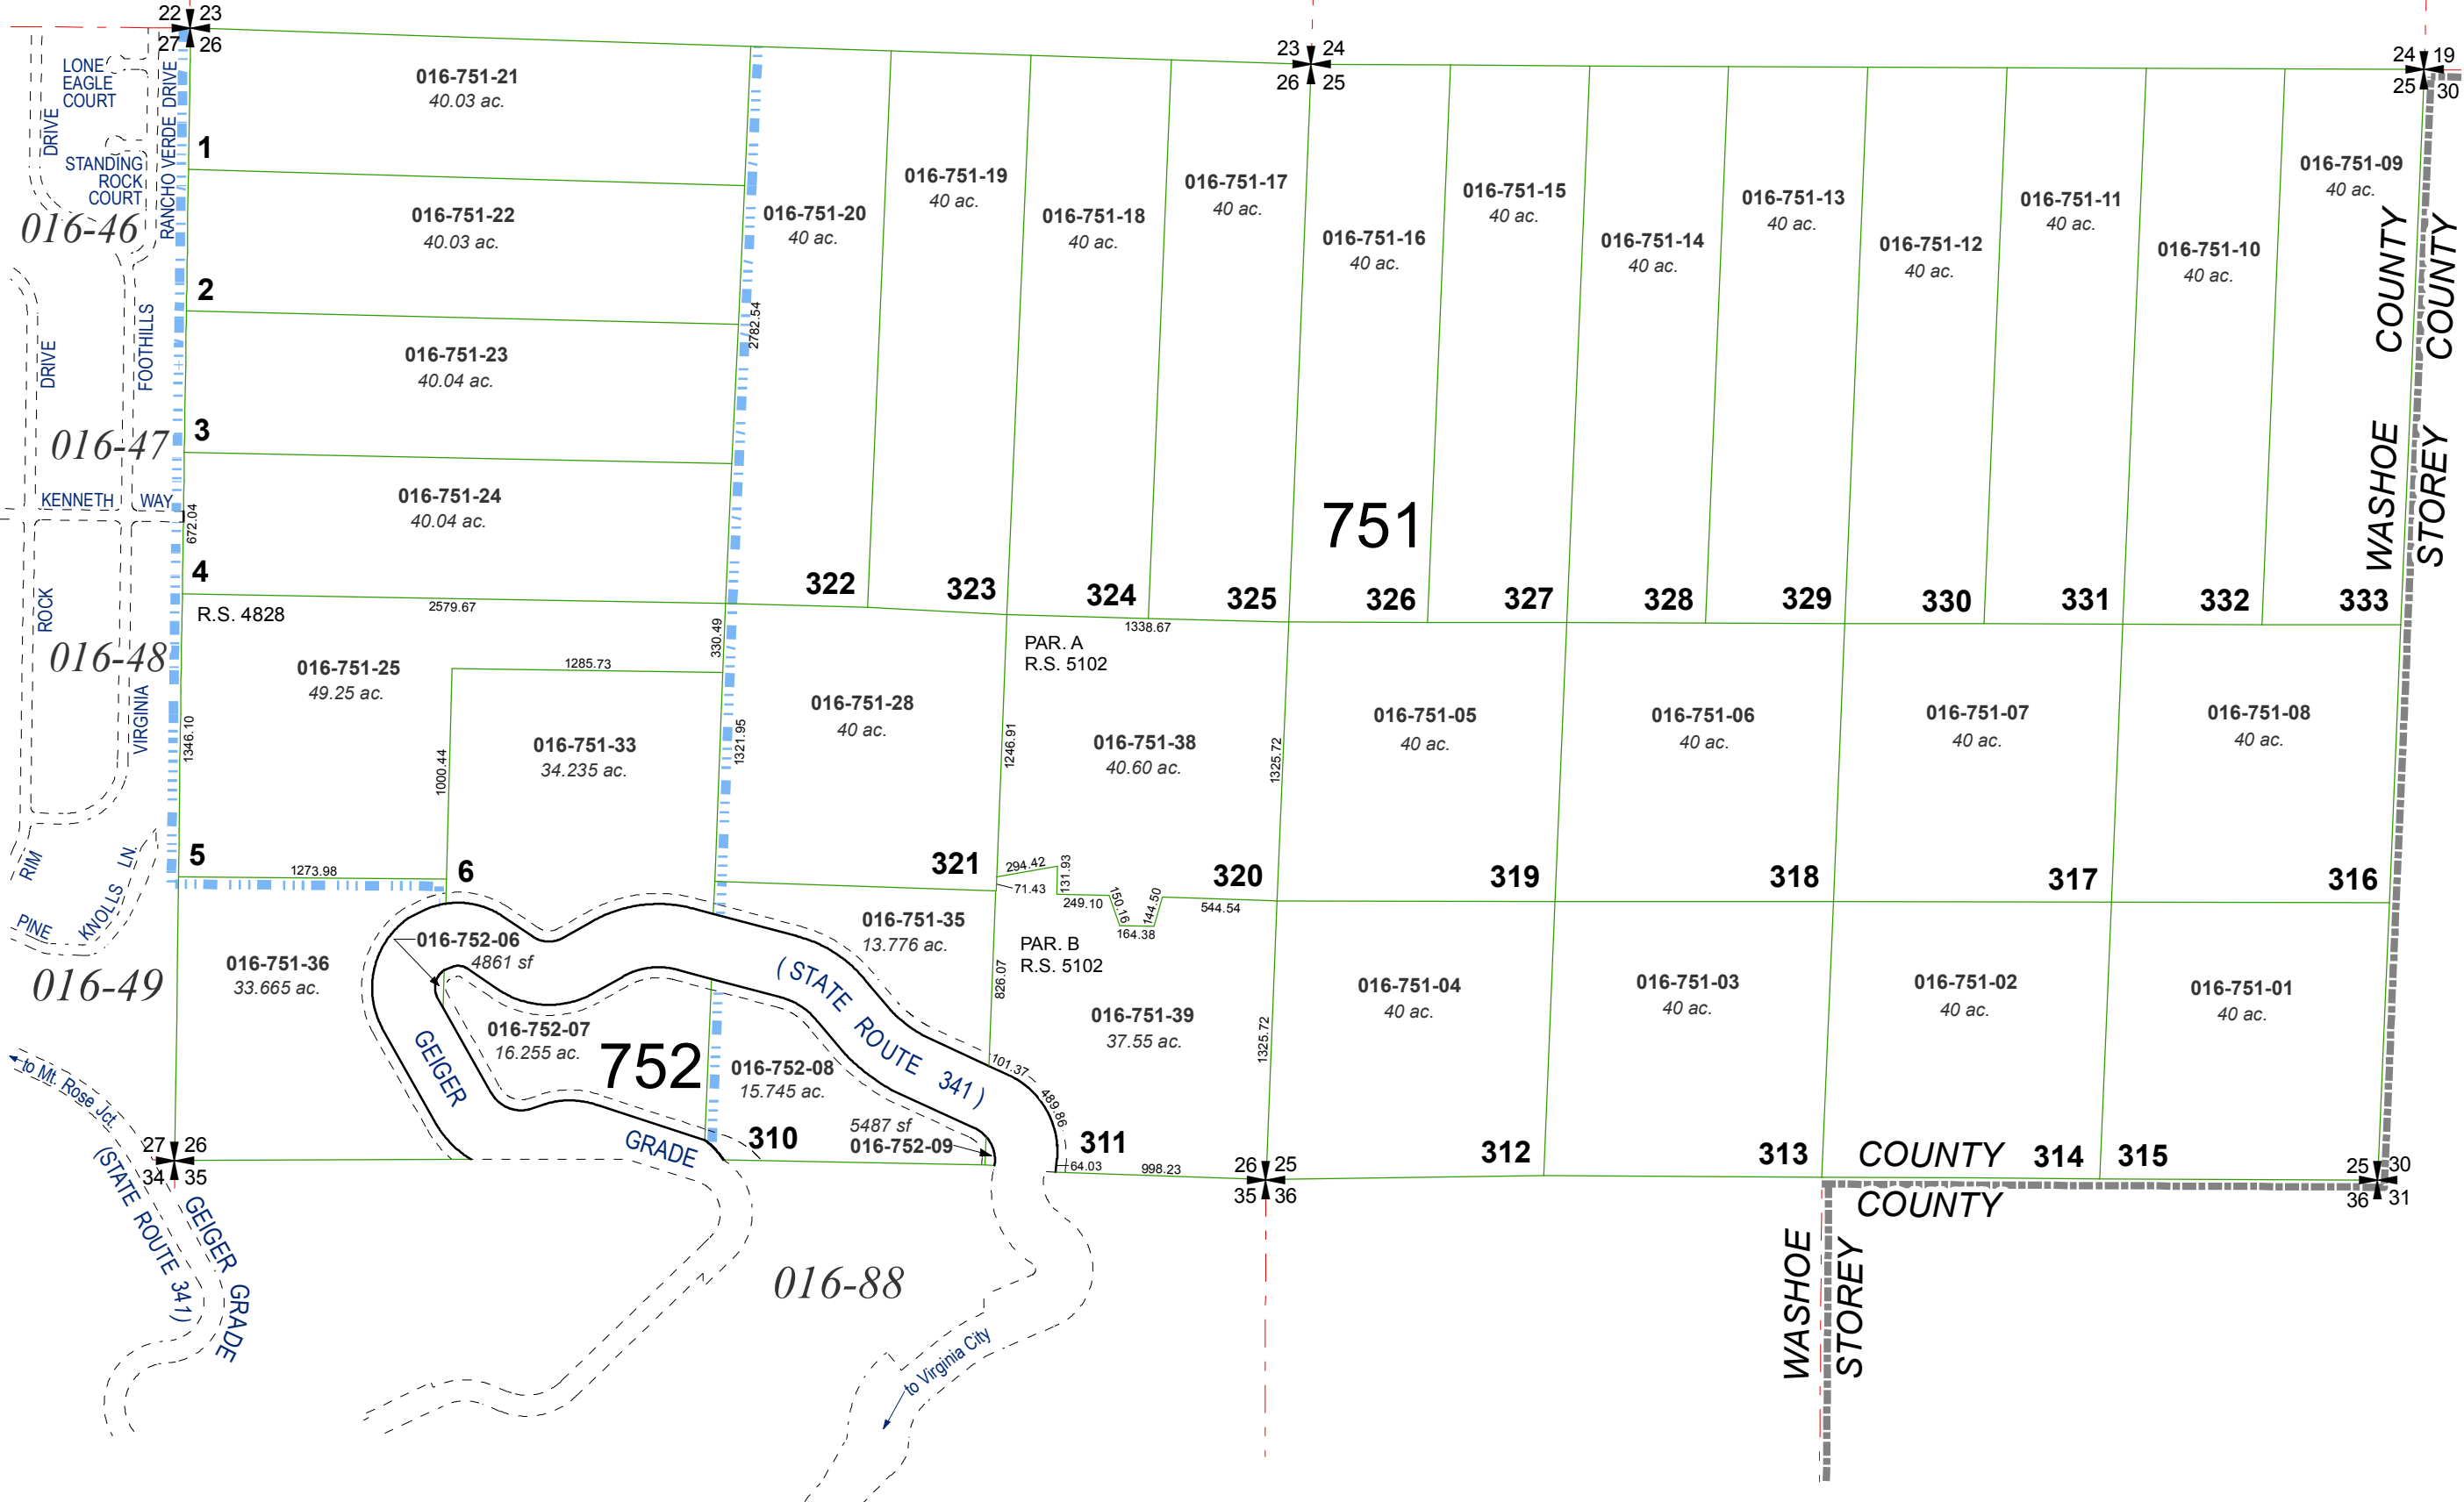 22 23
27 26
23 24
26 25
24 19
25 30
LONE
EAGLE
COURT
DRIVE
STANDING
ROCK
COURT
RANCHO VERDE DRIVE
016-46
DRIVE
FOOTHILLS
016-47
KENNETH WAY
ROCK
016-48
VIRGINIA
RIM
PINE KNOLLS LN.
016-49
016-751-21
40.03 ac.
1
016-751-22
40.03 ac.
2
016-751-23
40.04 ac.
3
016-751-24
40.04 ac.
672.04
4
2782.54
016-751-20
40 ac.
322
016-751-19
40 ac.
323
016-751-18
40 ac.
324
016-751-17
40 ac.
325
016-751-16
40 ac.
326
016-751-15
40 ac.
327
016-751-14
40 ac.
328
016-751-13
40 ac.
329
016-751-12
40 ac.
330
016-751-11
40 ac.
331
016-751-10
40 ac.
332
016-751-09
40 ac.
333
751
WASHOE COUNTY
STOREY COUNTY
R.S. 4828
2579.67
330.49
016-751-25
49.25 ac.
1346.10
5
1273.98
1285.73
1000.44
016-751-33
34.235 ac.
6
1321.95
016-751-28
40 ac.
321
1338.67
PAR. A
R.S. 5102
1246.91
016-751-38
40.60 ac.
1325.72
320
294.42
131.93
71.43
249.10
150.16
164.38
144.50
544.54
016-751-05
40 ac.
319
016-751-06
40 ac.
318
016-751-07
40 ac.
317
016-751-08
40 ac.
316
016-751-36
33.665 ac.
016-752-06
4861 sf
016-752-07
16.255 ac.
752
GEIGER
GRADE
016-751-35
13.776 ac.
(STATE ROUTE 341)
016-752-08
15.745 ac.
310
5487 sf
016-752-09
826.07
PAR. B
R.S. 5102
016-751-39
37.55 ac.
1325.72
101.37
489.86
311
64.03
998.23
016-751-04
40 ac.
312
016-751-03
40 ac.
313
016-751-02
40 ac.
314
016-751-01
40 ac.
315
27 26
34 35
26 25
35 36
25 30
36 31
COUNTY
COUNTY
WASHOE
STOREY
to Mt. Rose Jct.
(STATE ROUTE 341)
GEIGER GRADE
016-88
to Virginia City